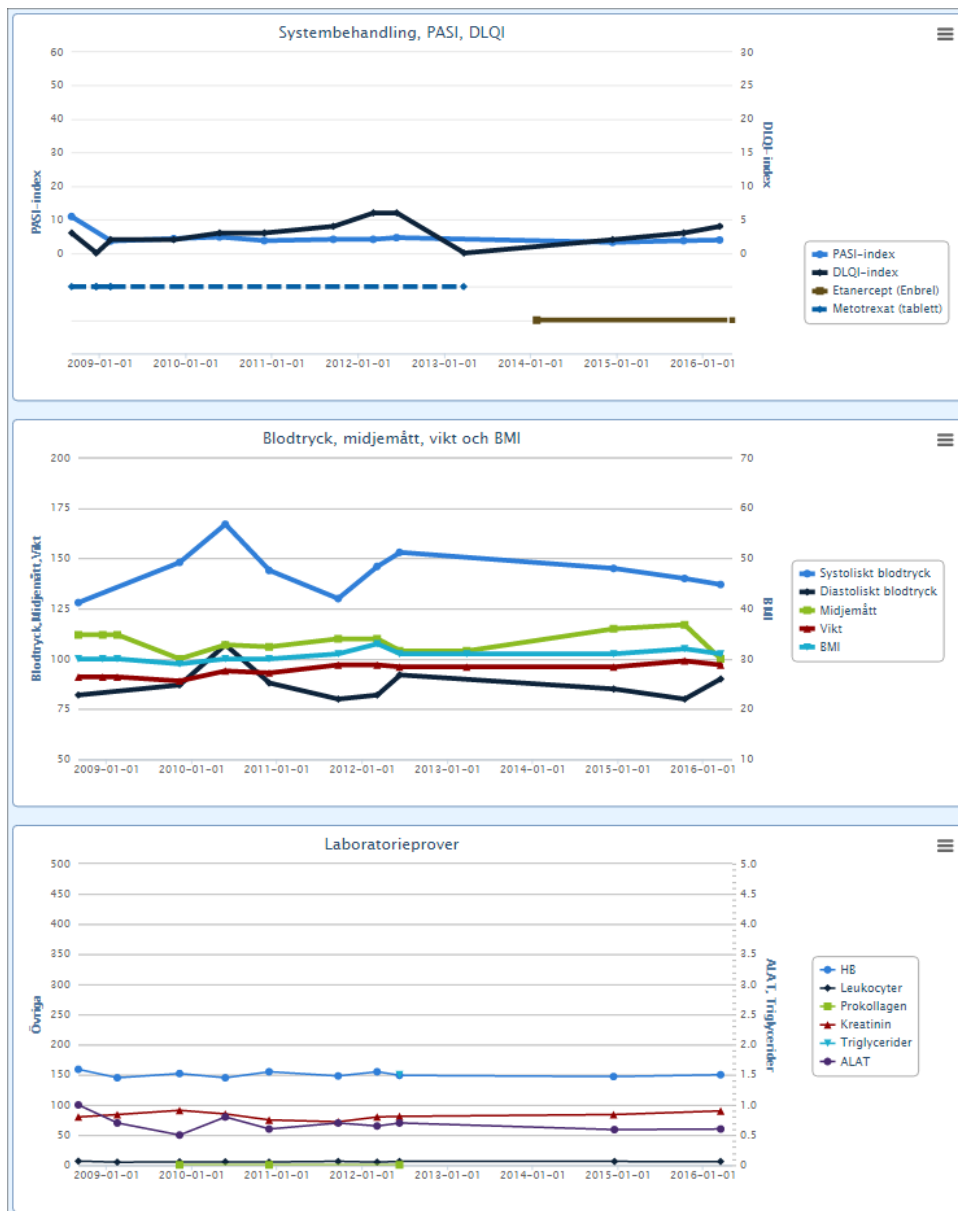 Systembehandling, PASI, DLQI
PASI-index
60
50
40
30
20
10
0
30
25
20
15
10
5
0
DLQI-index
2009-01-01 2010-01-01 2011-01-01 2012-01-01 2013-01-01 2014-01-01 2015-01-01 2016-01-01
PASI-index
DLQI-index
Etanercept (Enbrel)
Metotrexat (tablett)
Blodtryck, midjemått, vikt och BMI
Blodtryck,Midjemått,Vikt
200
175
150
125
100
75
50
70
60
50
40
30
20
10
BMI
2009-01-01 2010-01-01 2011-01-01 2012-01-01 2013-01-01 2014-01-01 2015-01-01 2016-01-01
Systoliskt blodtryck
Diastoliskt blodtryck
Midjemått
Vikt
BMI
Laboratorieprover
Övriga
500
450
400
350
300
250
200
150
100
50
0
5.0
4.5
4.0
3.5
3.0
2.5
2.0
1.5
1.0
0.5
0
ALAT, Triglycerider
2009-01-01 2010-01-01 2011-01-01 2012-01-01 2013-01-01 2014-01-01 2015-01-01 2016-01-01
HB
Leukocyter
Prokollagen
Kreatinin
Triglycerider
ALAT